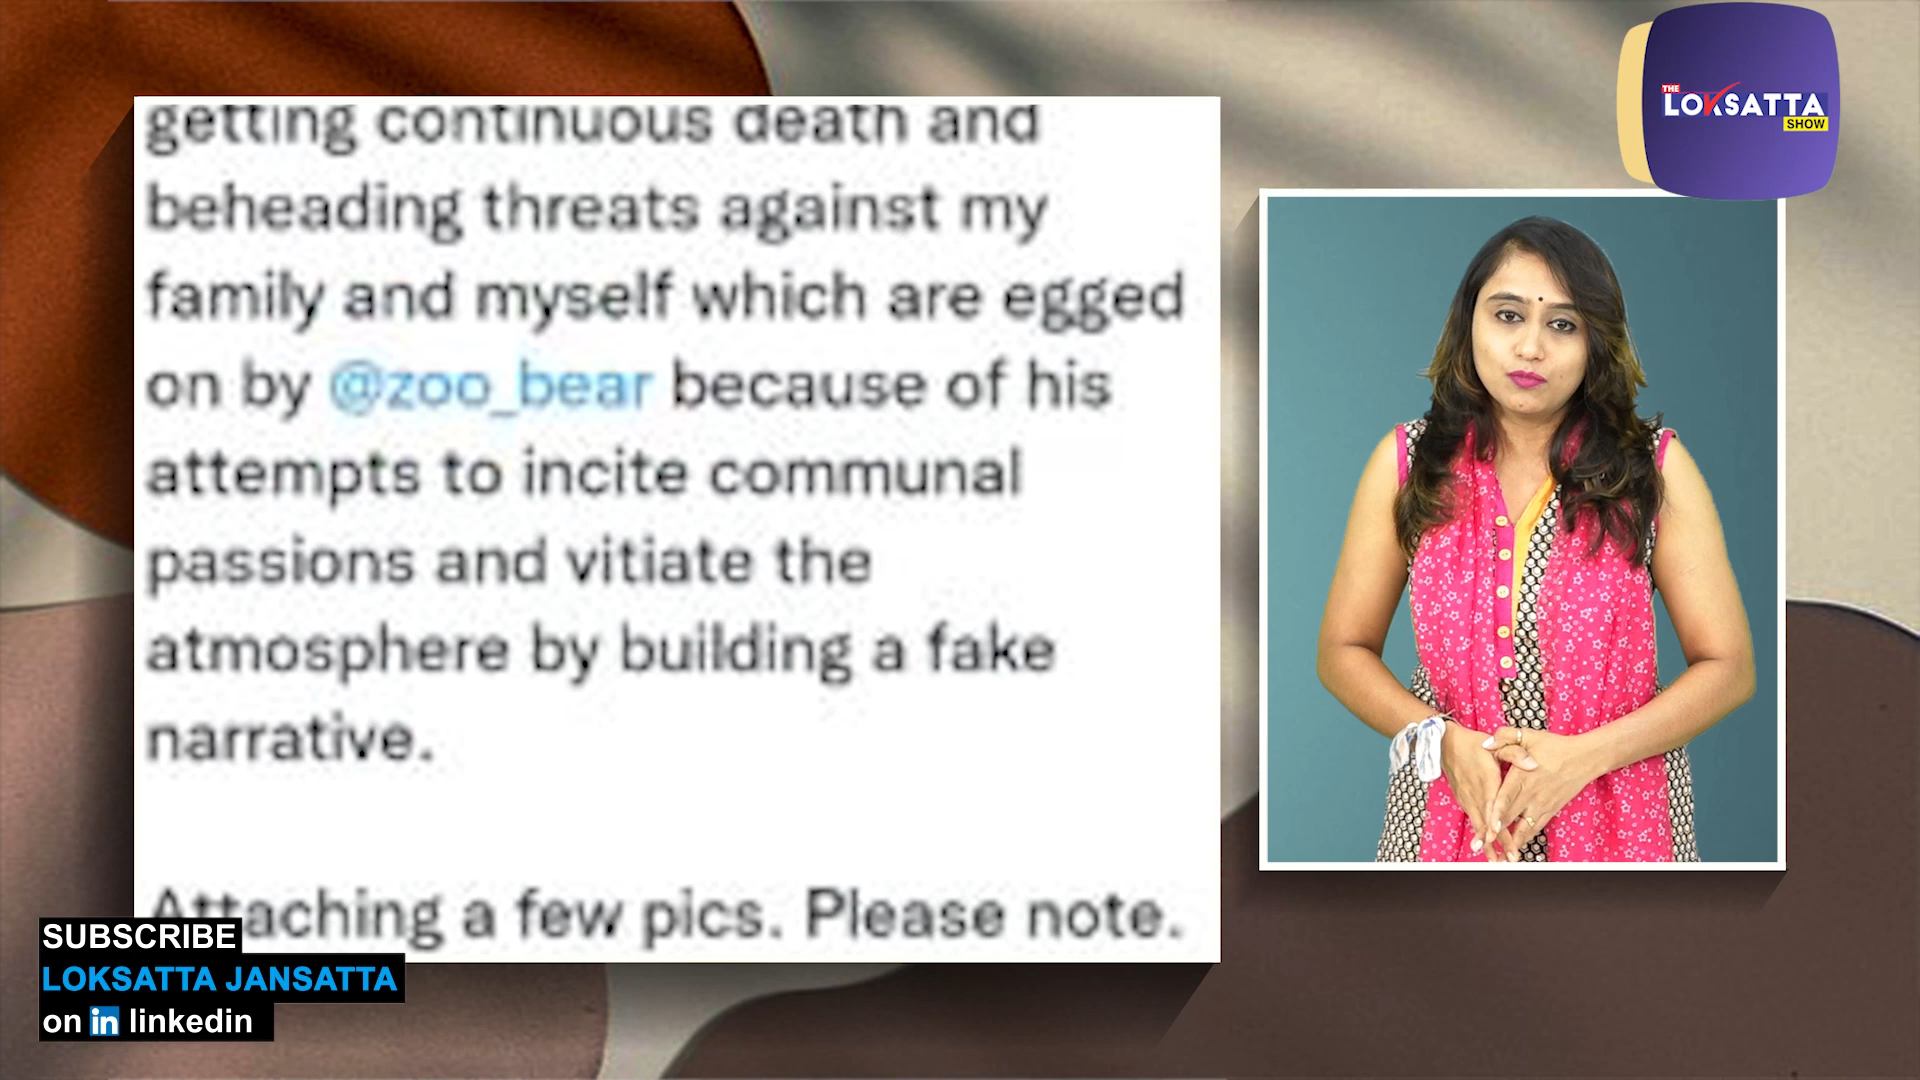 getting continuous death and
beheading threats against my
family and myself which are egged
on by @zoo_bear because of his
attempts to incite communal
passions and vitiate the
atmosphere by building a fake
narrative.
Attaching a few pics. Please note.
THE
LOKSATTA
SHOW
SUBSCRIBE
LOKSATTA JANSATTA
on in linkedin